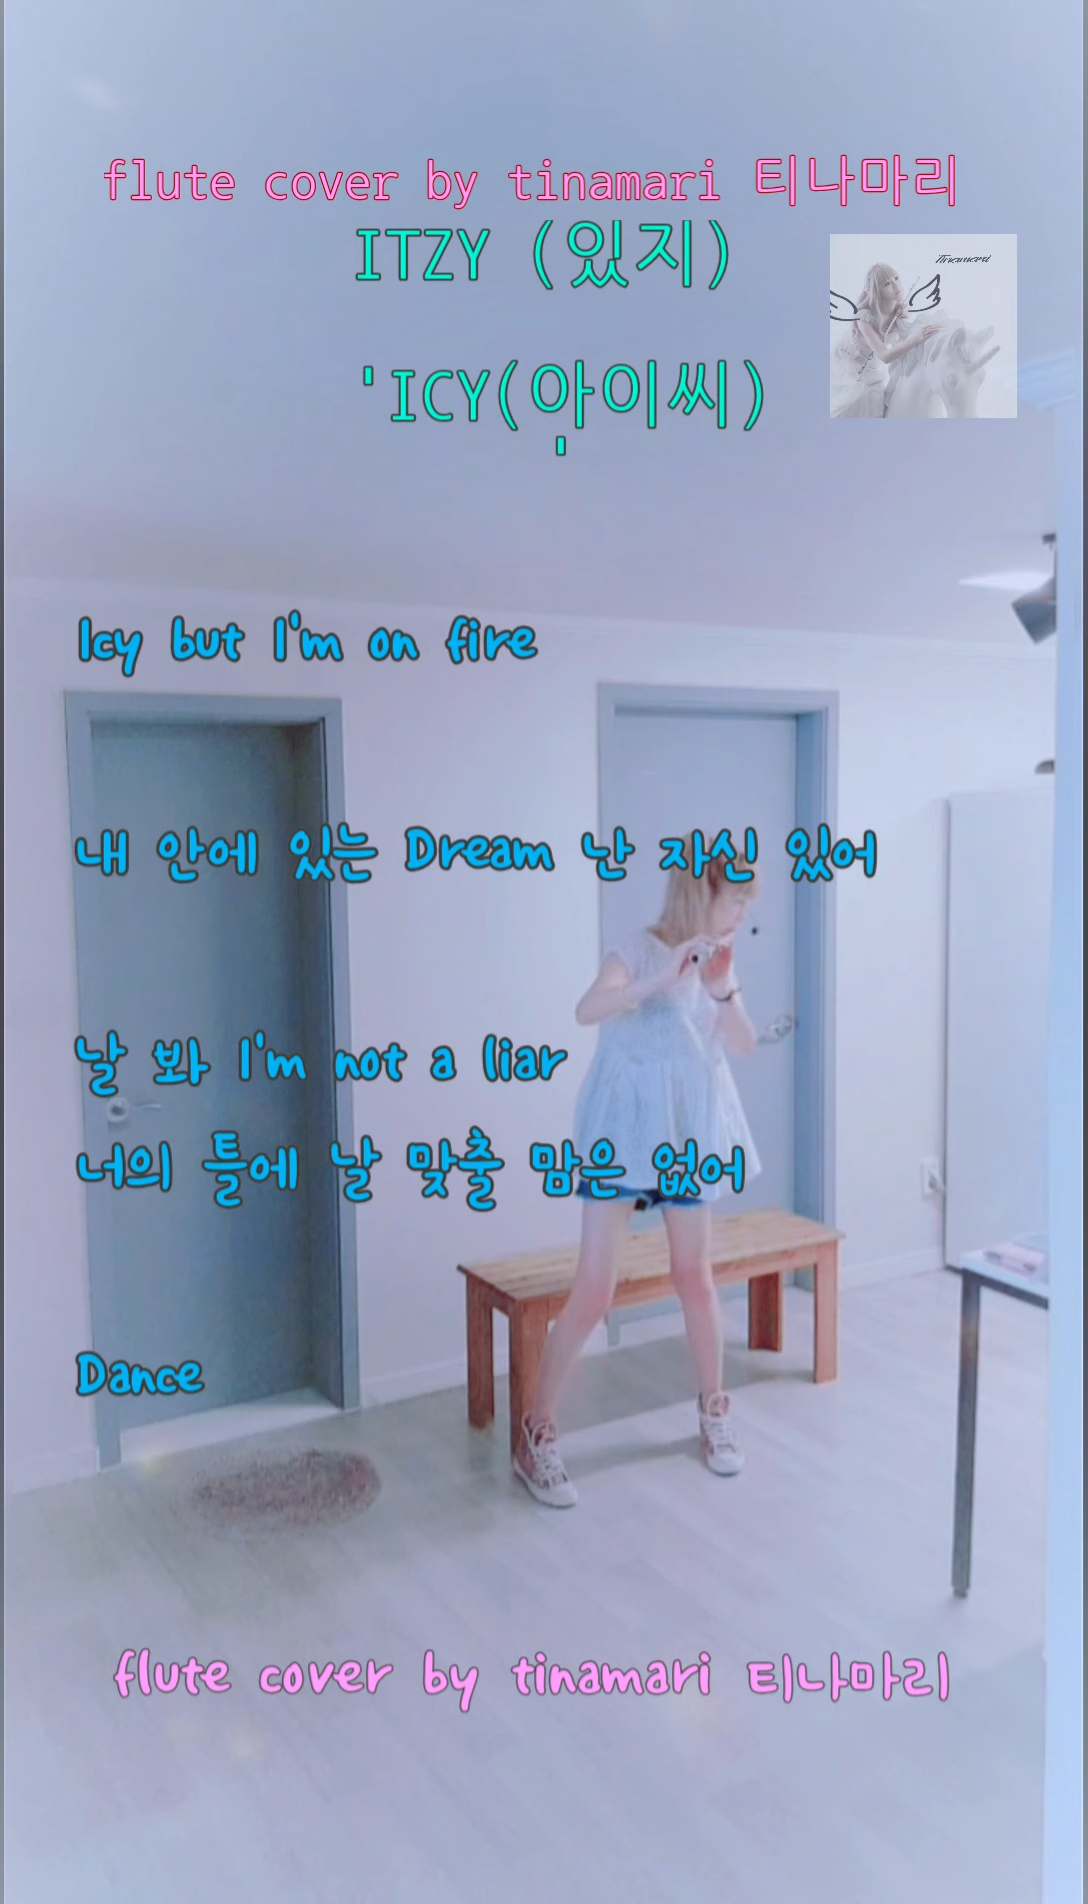 flute cover by tinamari 티나마리
ITZY (있지)
Tinamari
'ICY(아이씨)
'
Icy but I'm on fire
내 안에 있는 Dream 난 자신 있어
날 봐 I'm not a liar
너의 틀에 날 맞출 맘은 없어
Dance
flute cover by tinamari 티나마리